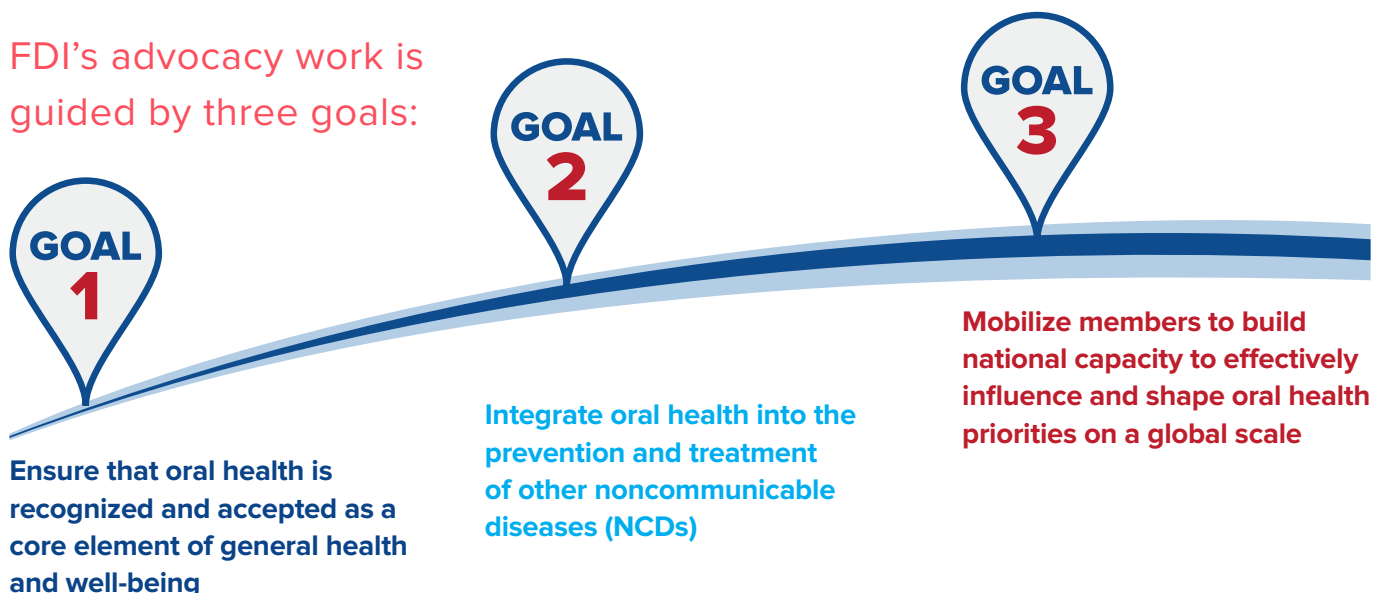 FDI’s advocacy work is
guided by three goals:
GOAL
1
Ensure that oral health is
recognized and accepted as a
core element of general health
and well-being
GOAL
2
Integrate oral health into the
prevention and treatment
of other noncommunicable
diseases (NCDs)
GOAL
3
Mobilize members to build
national capacity to effectively
influence and shape oral health
priorities on a global scale